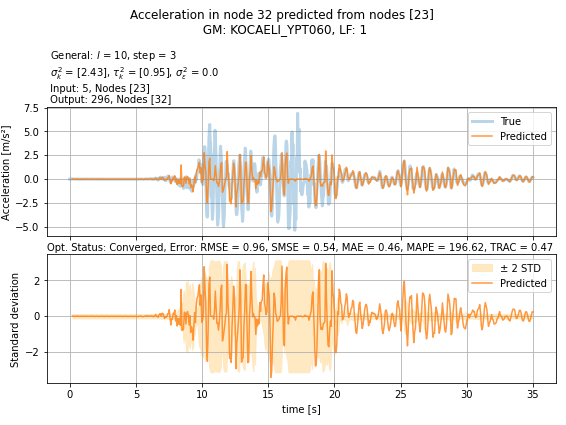 Acceleration in node 32 predicted from nodes [23]
GM: KOCAELI_YPT060, LF: 1
General: l = 10, step = 3
σ²ₖ = [2.43], τ²ₖ = [0.95], σ²ε = 0.0
Input: 5, Nodes [23]
Output: 296, Nodes [32]
Acceleration [m/s²]
7.5
5.0
2.5
0.0
−2.5
−5.0
True
Predicted
Opt. Status: Converged, Error: RMSE = 0.96, SMSE = 0.54, MAE = 0.46, MAPE = 196.62, TRAC = 0.47
Standard deviation
2
0
−2
± 2 STD
Predicted
0 5 10 15 20 25 30 35
time [s]